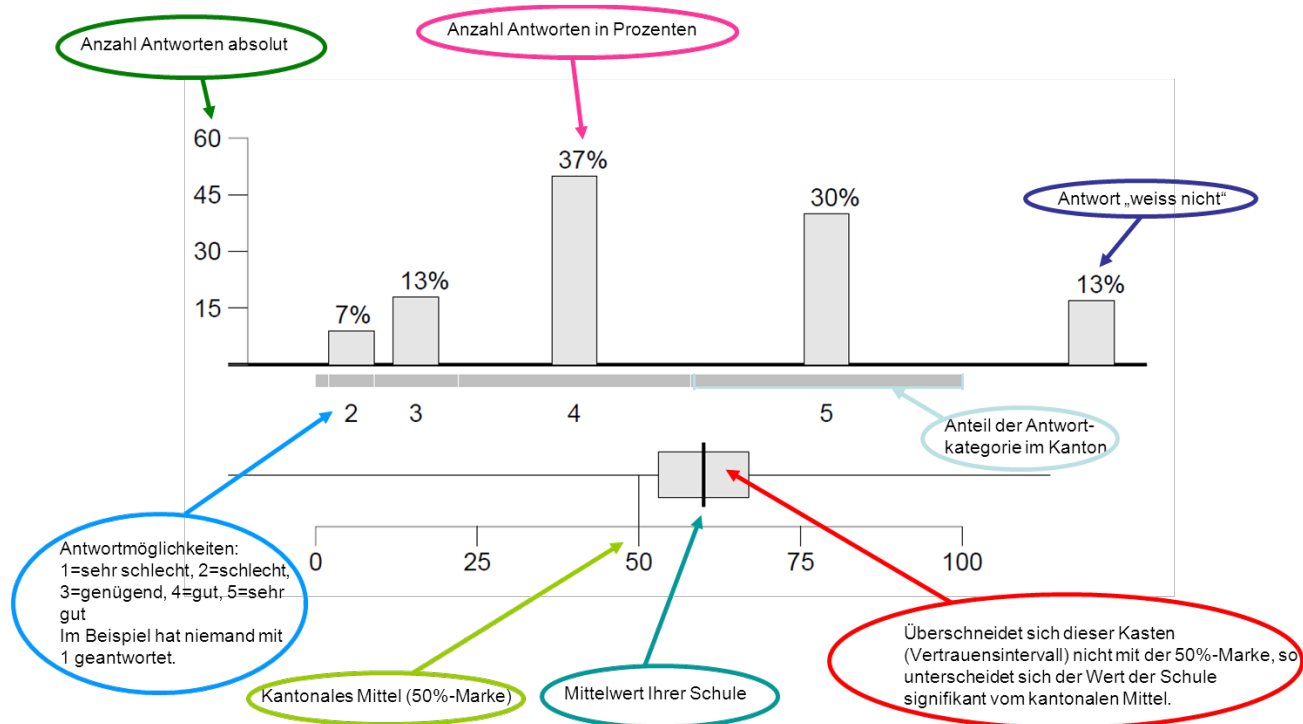 Anzahl Antworten absolut
Anzahl Antworten in Prozenten
60
45
30
15
7%
13%
37%
30%
13%
Antwort „weiss nicht“
2
3
4
5
Anteil der Antwort-
kategorie im Kanton
0
25
50
75
100
Antwortmöglichkeiten:
1=sehr schlecht, 2=schlecht,
3=genügend, 4=gut, 5=sehr
gut
Im Beispiel hat niemand mit
1 geantwortet.
Kantonales Mittel (50%-Marke)
Mittelwert Ihrer Schule
Überschneidet sich dieser Kasten
(Vertrauensintervall) nicht mit der 50%-Marke, so
unterscheidet sich der Wert der Schule
signifikant vom kantonalen Mittel.